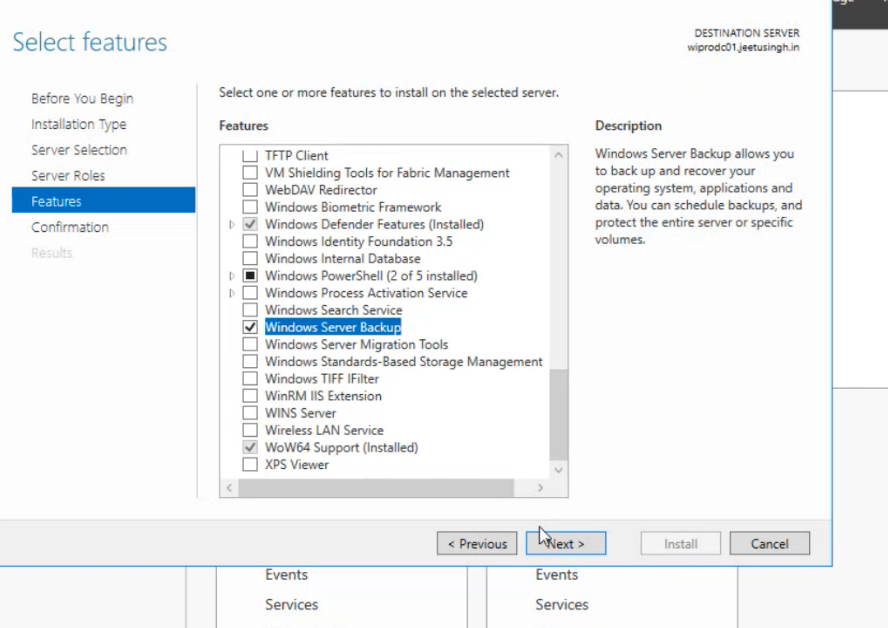 Select features
DESTINATION SERVER
wiprodc01.jeetusingh.in
Before You Begin
Installation Type
Server Selection
Server Roles
Features
Confirmation
Results
Select one or more features to install on the selected server.
Features
TFTP Client
VM Shielding Tools for Fabric Management
WebDAV Redirector
Windows Biometric Framework
Windows Defender Features (Installed)
Windows Identity Foundation 3.5
Windows Internal Database
Windows PowerShell (2 of 5 installed)
Windows Process Activation Service
Windows Search Service
Windows Server Backup
Windows Server Migration Tools
Windows Standards-Based Storage Management
Windows TIFF IFilter
WinRM IIS Extension
WINS Server
Wireless LAN Service
WoW64 Support (Installed)
XPS Viewer
Description
Windows Server Backup allows you
to back up and recover your
operating system, applications and
data. You can schedule backups, and
protect the entire server or specific
volumes.
< Previous
Next >
Install
Cancel
Events
Events
Services
Services